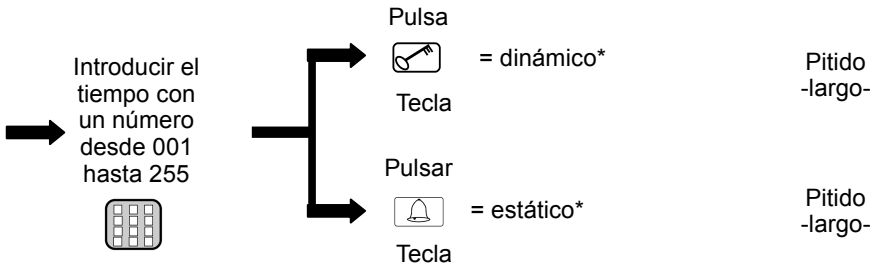 Introducir el
tiempo con
un número
desde 001
hasta 255
Pulsa
= dinámico*
Tecla
Pitido
-largo-
Pulsar
= estático*
Tecla
Pitido
-largo-